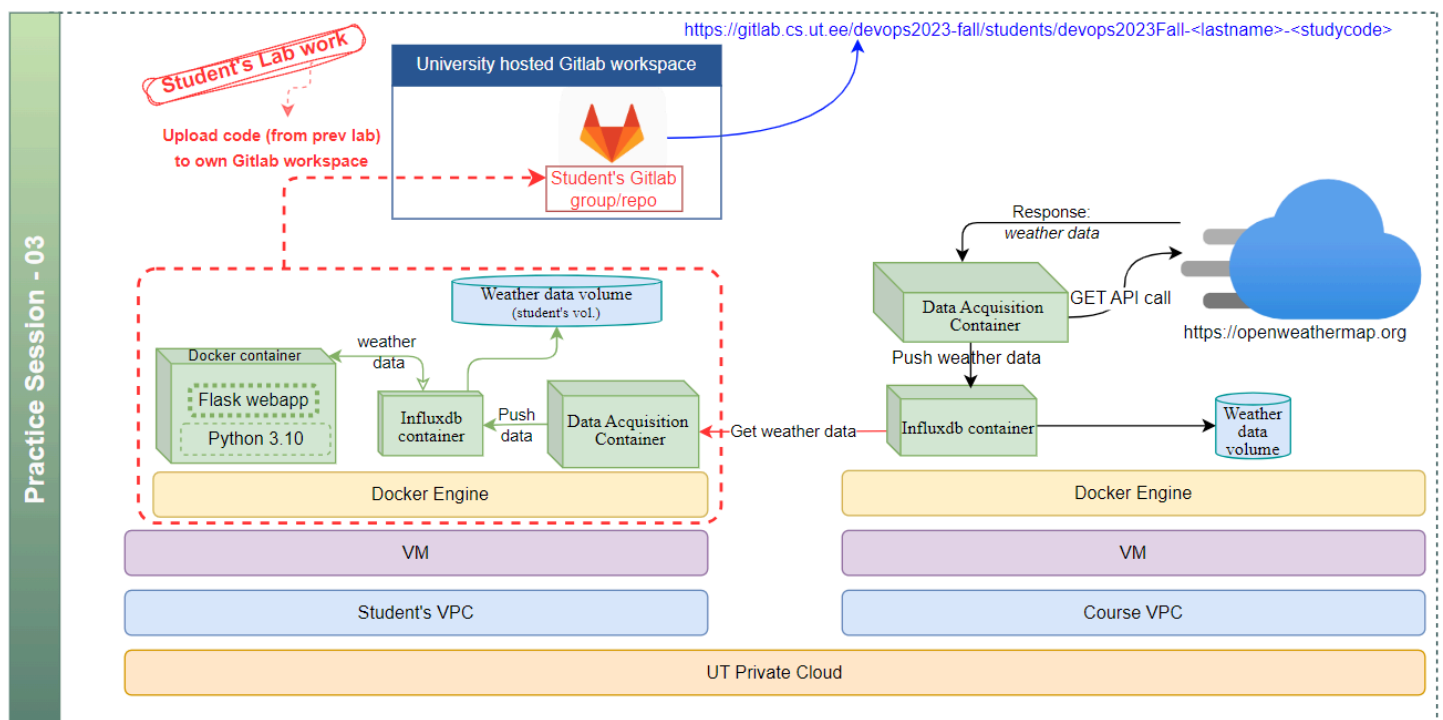 Practice Session - 03
Student's Lab work
Upload code (from prev lab)
to own Gitlab workspace
University hosted Gitlab workspace
Student's Gitlab
group/repo
https://gitlab.cs.ut.ee/devops2023-fall/students/devops2023Fall-<lastname>-<studycode>
Weather data volume
(student's vol.)
weather
data
Docker container
Flask webapp
Python 3.10
Influxdb
container
Push
data
Data Acquisition
Container
Docker Engine
VM
Student's VPC
Get weather data
Response:
weather data
Data Acquisition
Container
GET API call
https://openweathermap.org
Push weather data
Influxdb container
Weather
data
volume
Docker Engine
VM
Course VPC
UT Private Cloud